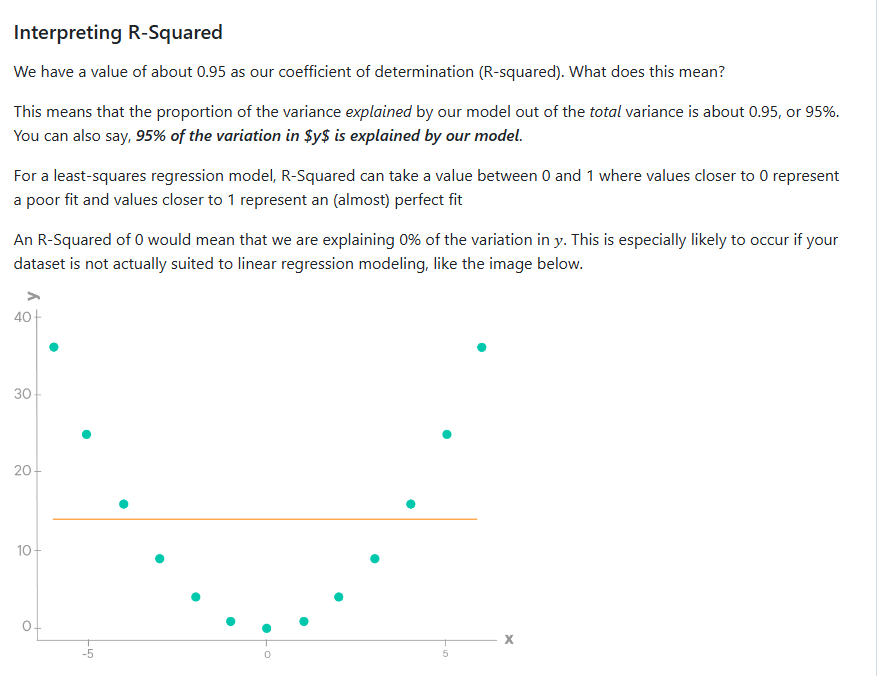 Interpreting R-Squared
We have a value of about 0.95 as our coefficient of determination (R-squared). What does this mean?
This means that the proportion of the variance explained by our model out of the total variance is about 0.95, or 95%.
You can also say, 95% of the variation in $y$ is explained by our model.
For a least-squares regression model, R-Squared can take a value between 0 and 1 where values closer to 0 represent
a poor fit and values closer to 1 represent an (almost) perfect fit
An R-Squared of 0 would mean that we are explaining 0% of the variation in y. This is especially likely to occur if your
dataset is not actually suited to linear regression modeling, like the image below.
y
40
30
20
10
0
-5
0
5
x